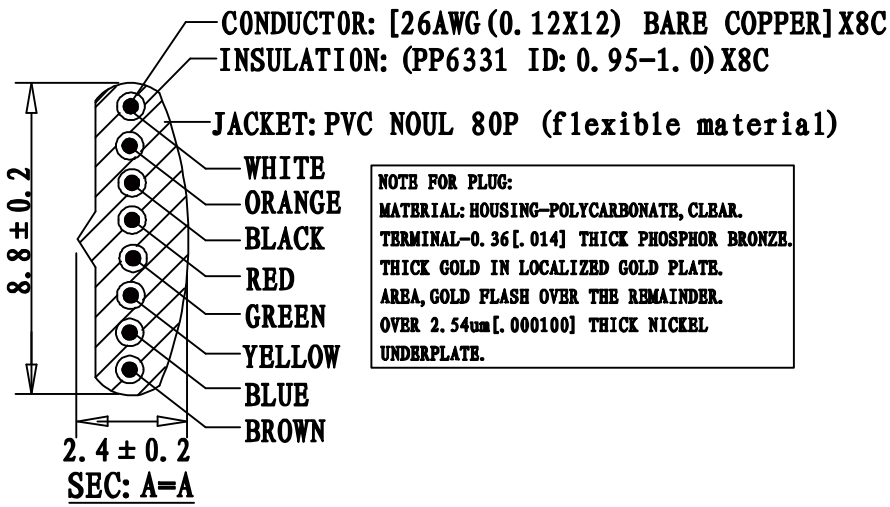 CONDUCTOR: [26AWG(0.12X12) BARE COPPER]X8C
INSULATION: (PP6331 ID: 0.95-1.0)X8C
JACKET: PVC NOUL 80P (flexible material)
WHITE
ORANGE
BLACK
RED
GREEN
YELLOW
BLUE
BROWN
8.8±0.2
2.4±0.2
SEC: A=A
NOTE FOR PLUG:
MATERIAL: HOUSING-POLYCARBONATE, CLEAR.
TERMINAL-0.36[.014] THICK PHOSPHOR BRONZE.
THICK GOLD IN LOCALIZED GOLD PLATE.
AREA, GOLD FLASH OVER THE REMAINDER.
OVER 2.54um[.000100] THICK NICKEL
UNDERPLATE.